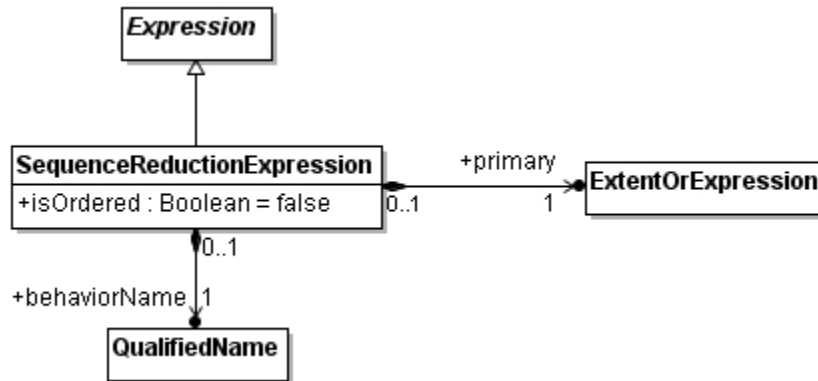 Expression
SequenceReductionExpression
+isOrdered : Boolean = false
+primary
0..1
1
ExtentOrExpression
0..1
+behaviorName
1
QualifiedName